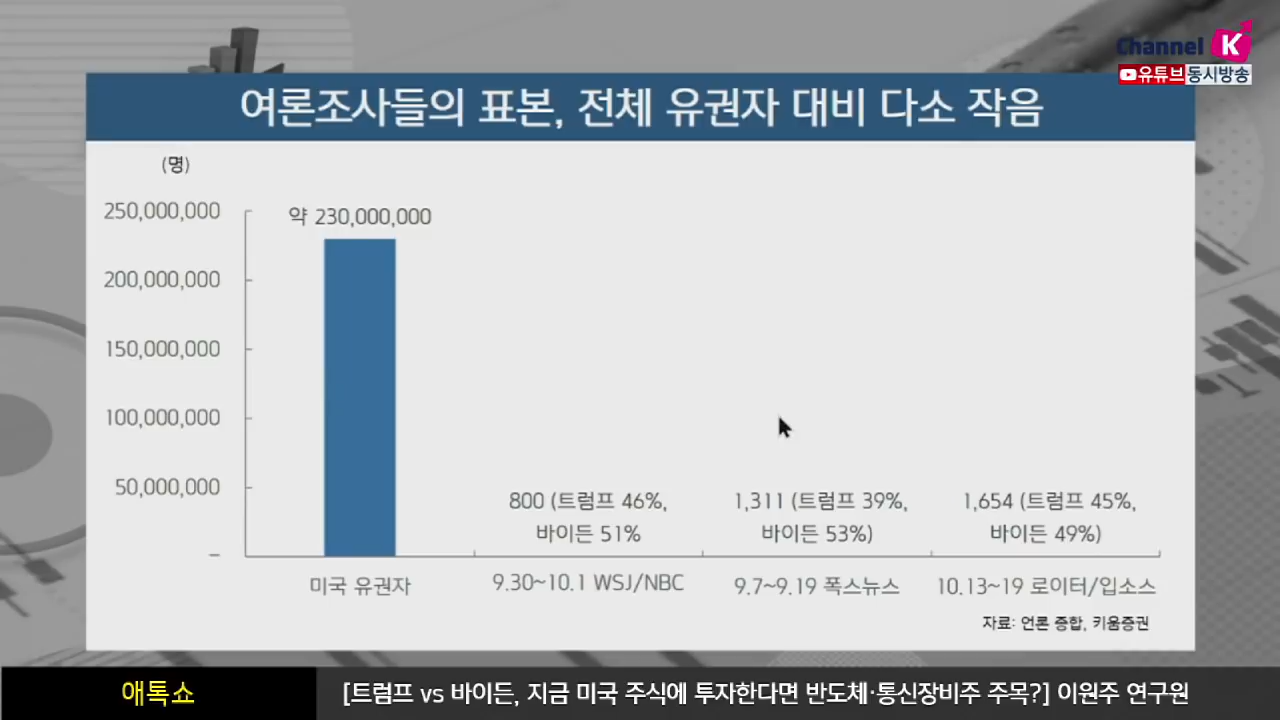 Channel K
유튜브동시방송
여론조사들의 표본, 전체 유권자 대비 다소 작음
(명)
250,000,000
200,000,000
150,000,000
100,000,000
50,000,000
–
약 230,000,000
800 (트럼프 46%,
바이든 51%
1,311 (트럼프 39%,
바이든 53%)
1,654 (트럼프 45%,
바이든 49%)
미국 유권자
9.30~10.1 WSJ/NBC
9.7~9.19 폭스뉴스
10.13~19 로이터/입소스
자료: 언론 종합, 키움증권
애톡쇼
[트럼프 vs 바이든, 지금 미국 주식에 투자한다면 반도체·통신장비주 주목?] 이원주 연구원